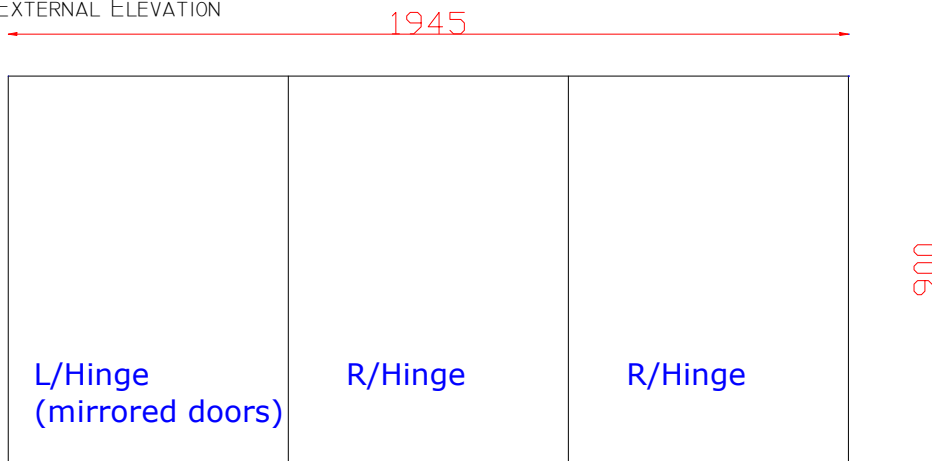 EXTERNAL ELEVATION
1945
900
L/Hinge
(mirrored doors)
R/Hinge
R/Hinge